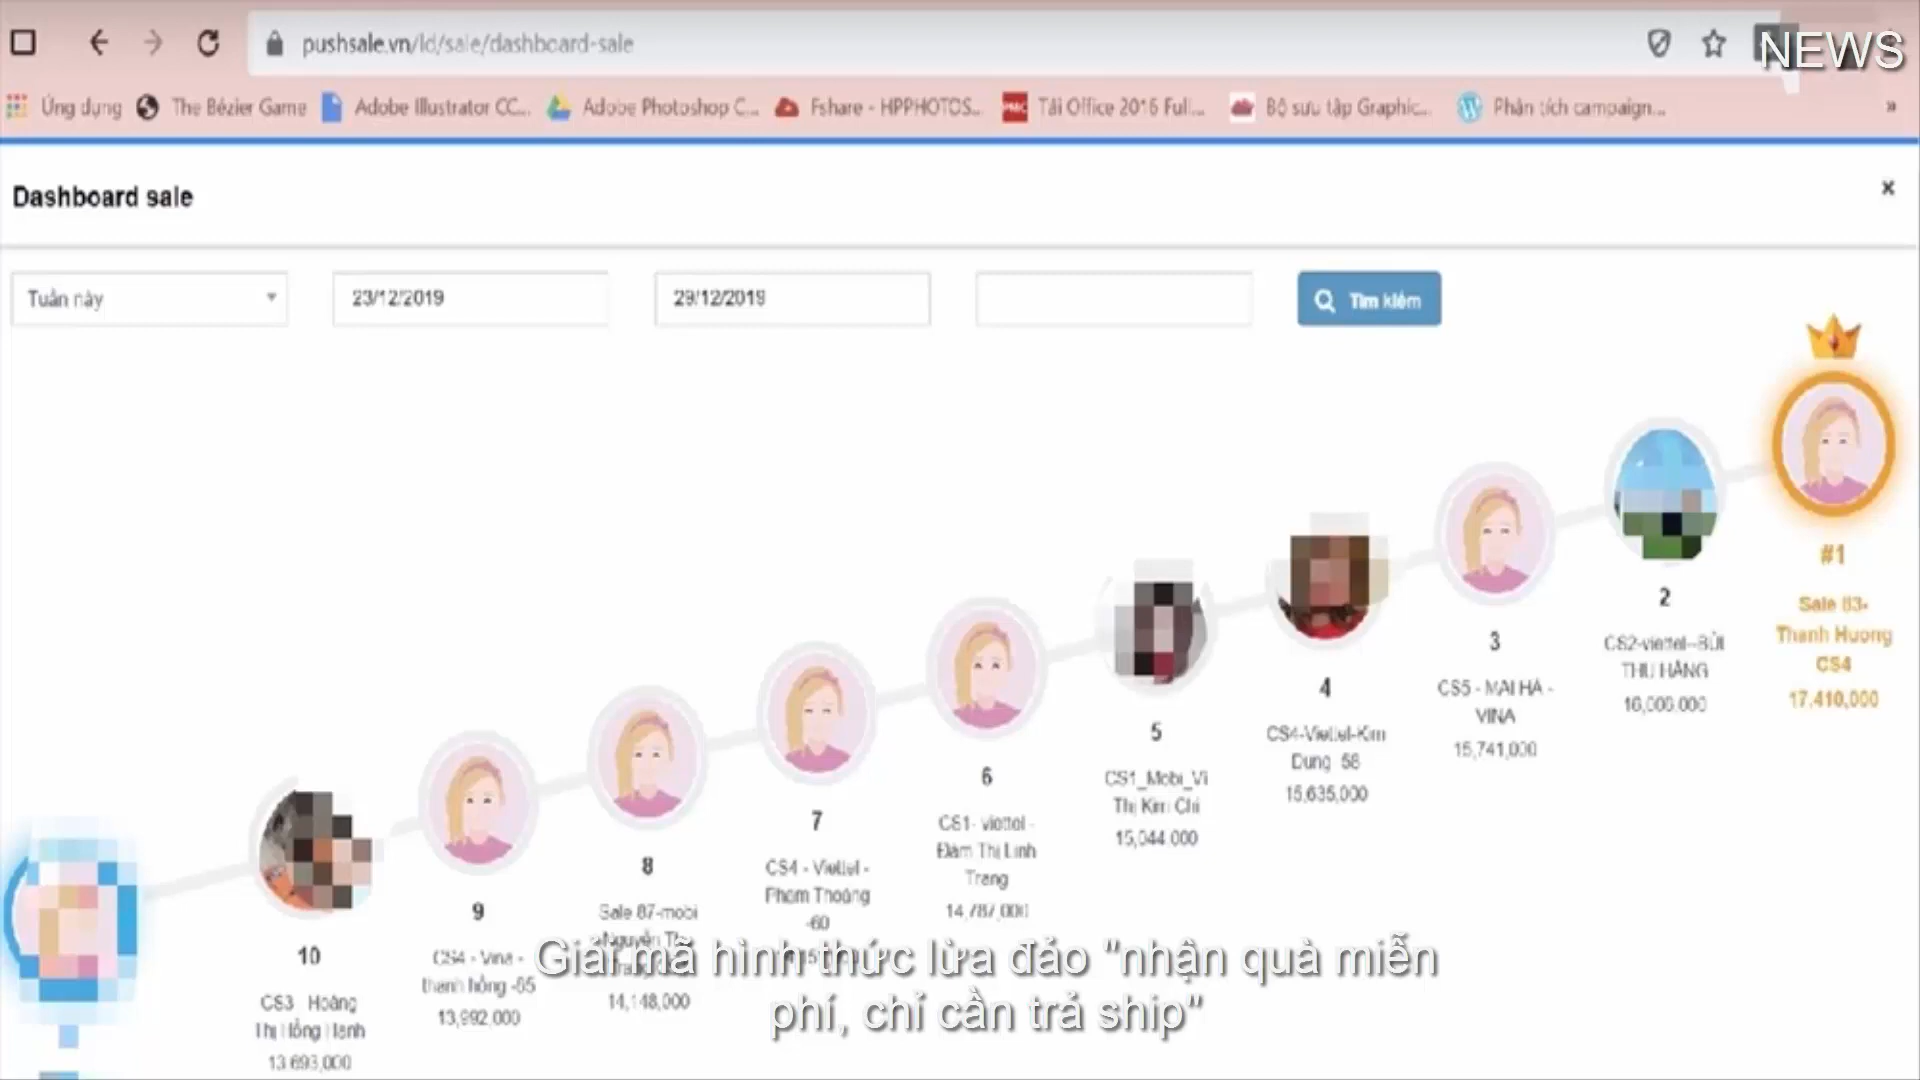 pushsale.vn/ld/sale/dashboard-sale
NEWS
Ứng dụng
The Bézier Game
Adobe Illustrator CC...
Adobe Photoshop C...
Fshare - HPPHOTOS...
Tải Office 2016 Full...
Bộ sưu tập Graphic...
Phân tích campaign...
»
Dashboard sale
Tuần này
23/12/2019
29/12/2019
Tìm kiếm
#1
Sale 83-
Thanh Huong
CS4
17,410,000
2
CS2-viettel--BÙI
THU HẰNG
3
CS5 - MAI HÀ -
VINA
15,741,000
4
CS4-Viettel-Kim
Dung 58
15,635,000
5
CS1_Mobi_Vi
Thị Kim Chi
15,044,000
6
CS1- viettel -
Đàm Thị Linh
Trang
14,787,000
7
CS4 - Viettel -
Phạm Thoảng
-60
8
Sale 87-mobi
Nguyễn
14,148,000
9
CS4 - Vina -
thanh hồng -65
13,992,000
10
CS3 Hoàng
Thị Hồng Hạnh
13,693,000
Giải mã hình thức lừa đảo "nhận quà miễn
phí, chỉ cần trả ship"